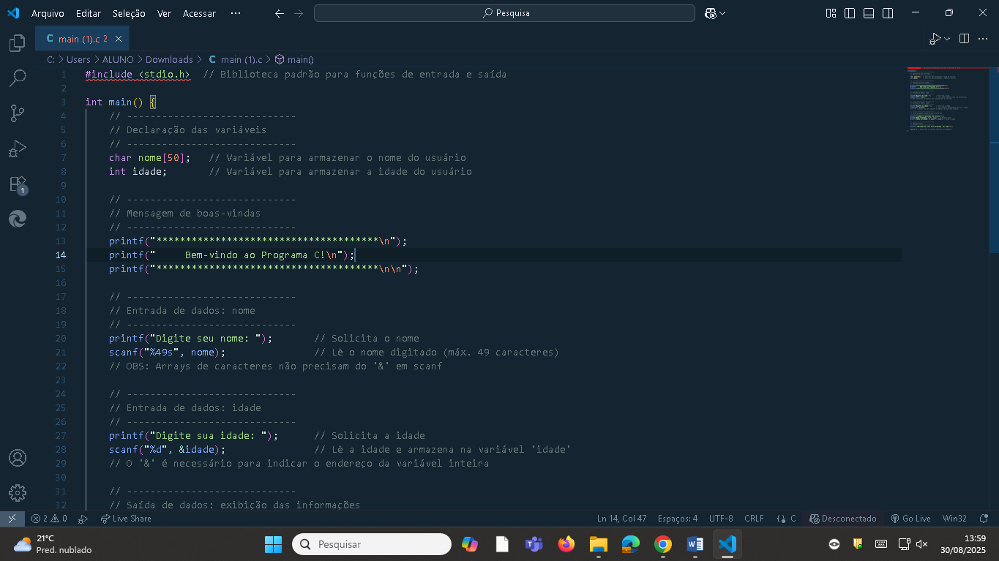 Arquivo Editar Seleção Ver Acessar ··· Pesquisa
main (1).c 2
C: > Users > ALUNO > Downloads > C main (1).c > main()
1 #include <stdio.h>  // Biblioteca padrão para funções de entrada e saída
2
3 int main() {
4     // -----------------------------
5     // Declaração das variáveis
6     // -----------------------------
7     char nome[50];   // Variável para armazenar o nome do usuário
8     int idade;       // Variável para armazenar a idade do usuário
9
10     // -----------------------------
11     // Mensagem de boas-vindas
12     // -----------------------------
13     printf("**************************************\n");
14     printf("     Bem-vindo ao Programa C!\n");
15     printf("**************************************\n\n");
16
17     // -----------------------------
18     // Entrada de dados: nome
19     // -----------------------------
20     printf("Digite seu nome: ");       // Solicita o nome
21     scanf("%49s", nome);               // Lê o nome digitado (máx. 49 caracteres)
22     // OBS: Arrays de caracteres não precisam do '&' em scanf
23
24     // -----------------------------
25     // Entrada de dados: idade
26     // -----------------------------
27     printf("Digite sua idade: ");      // Solicita a idade
28     scanf("%d", &idade);               // Lê a idade e armazena na variável 'idade'
29     // O '&' é necessário para indicar o endereço da variável inteira
30
31     // -----------------------------
32     // Saída de dados: exibição das informações
1
2 0 Live Share Ln 14, Col 47 Espaços: 4 UTF-8 CRLF {} C Desconectado Go Live Win32
21°C
Pred. nublado
Pesquisar
13:59
30/08/2025